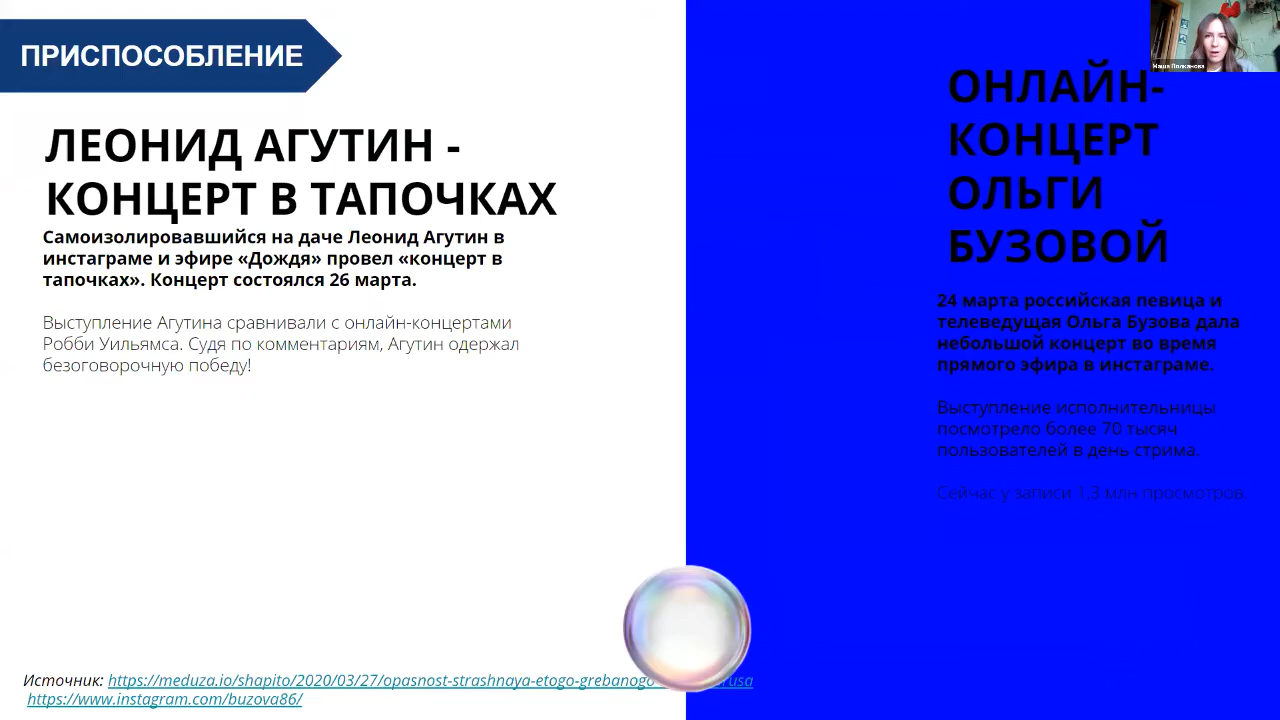 ПРИСПОСОБЛЕНИЕ
ЛЕОНИД АГУТИН -
КОНЦЕРТ В ТАПОЧКАХ
Самоизолировавшийся на даче Леонид Агутин в
инстаграме и эфире «Дождя» провел «концерт в
тапочках». Концерт состоялся 26 марта.
Выступление Агутина сравнивали с онлайн-концертами
Робби Уильямса. Судя по комментариям, Агутин одержал
безоговорочную победу!
Маша Полканова
ОНЛАЙН-
КОНЦЕРТ
ОЛЬГИ
БУЗОВОЙ
24 марта российская певица и
телеведущая Ольга Бузова дала
небольшой концерт во время
прямого эфира в инстаграме.
Выступление исполнительницы
посмотрело более 70 тысяч
пользователей в день стрима.
Сейчас у записи 1,3 млн просмотров.
Источник: https://meduza.io/shapito/2020/03/27/opasnost-strashnaya-etogo-grebanogo
https://www.instagram.com/buzova86/